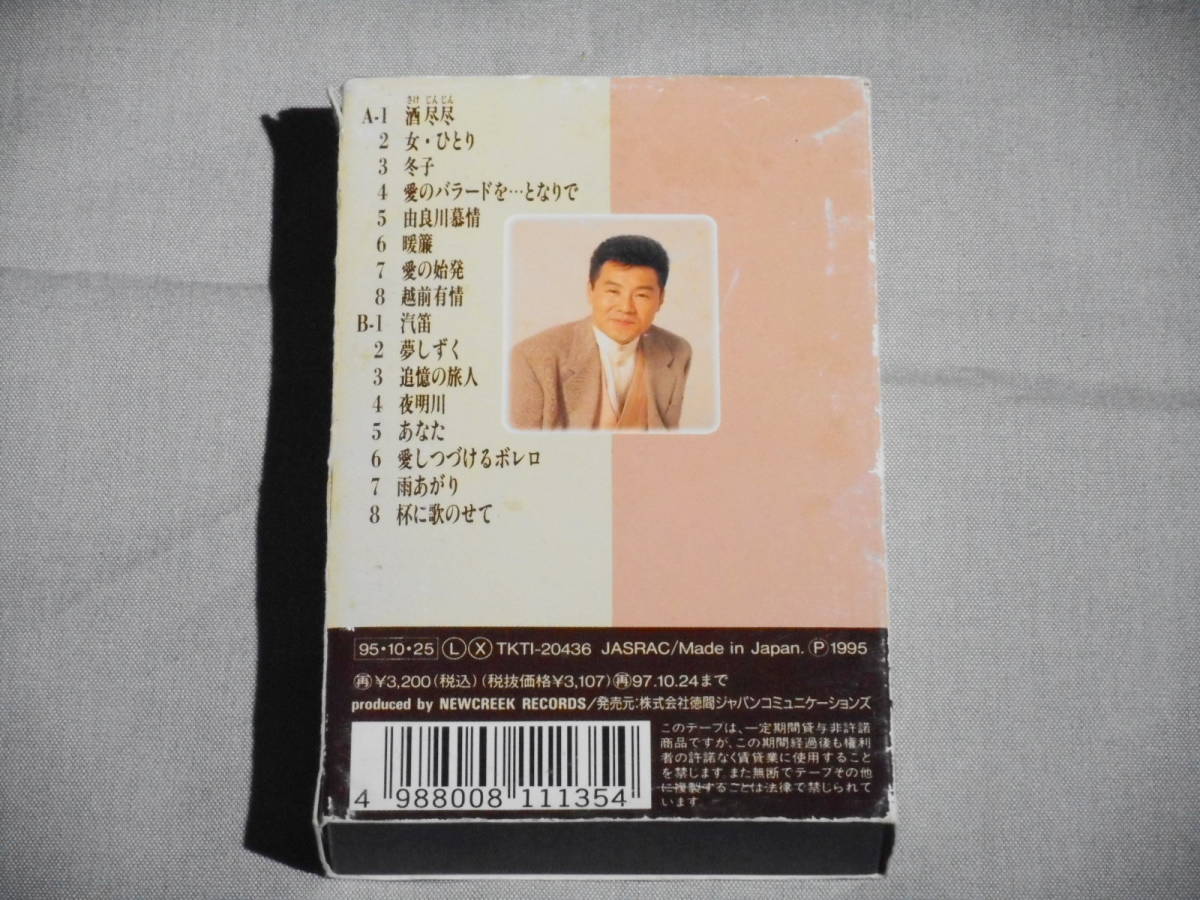 さけ じんじん
A-1 酒尽尽
2 女・ひとり
3 冬子
4 愛のバラードを…となりで
5 由良川慕情
6 暖簾
7 愛の始発
8 越前有情
B-1 汽笛
2 夢しずく
3 追憶の旅人
4 夜明川
5 あなた
6 愛しつづけるボレロ
7 雨あがり
8 杯に歌のせて
95・10・25 Ⓛ Ⓧ TKTI-20436 JASRAC/Made in Japan. Ⓟ 1995
㊞¥3,200(税込)(税抜価格¥3,107)再97.10.24まで
produced by NEWCREEK RECORDS/発売元:株式会社徳間ジャパンコミュニケーションズ
このテープは、一定期間貸与非許諾
商品ですが、この期間経過後も権利
者の許諾なく賃貸業に使用すること
を禁じます。また無断でテープその他
に複製することは法律で禁じられて
います。
4 988008 111354